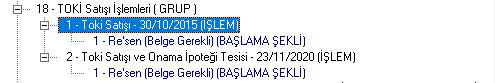 18 - TOKİ Satışı İşlemleri ( GRUP )
1 - Toki Satışı - 30/10/2015 (İŞLEM)
1 - Re'sen (Belge Gerekli) (BAŞLAMA ŞEKLİ)
2 - Toki Satışı ve Onama İpoteği Tesisi - 23/11/2020 (İŞLEM)
1 - Re'sen (Belge Gerekli) (BAŞLAMA ŞEKLİ)